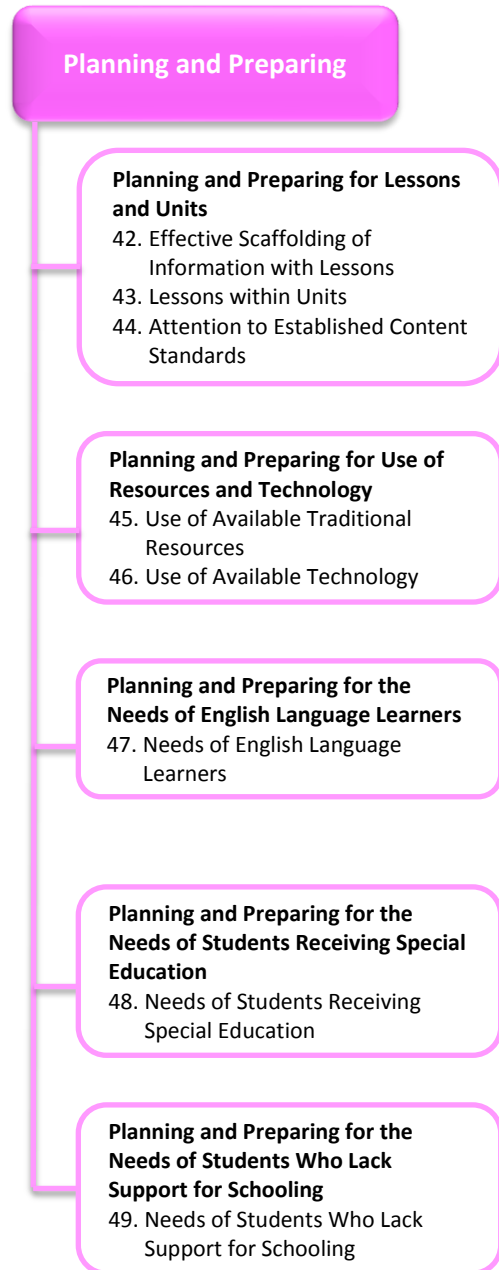 Planning and Preparing
Planning and Preparing for Lessons
and Units
42. Effective Scaffolding of
Information with Lessons
43. Lessons within Units
44. Attention to Established Content
Standards
Planning and Preparing for Use of
Resources and Technology
45. Use of Available Traditional
Resources
46. Use of Available Technology
Planning and Preparing for the
Needs of English Language Learners
47. Needs of English Language
Learners
Planning and Preparing for the
Needs of Students Receiving Special
Education
48. Needs of Students Receiving
Special Education
Planning and Preparing for the
Needs of Students Who Lack
Support for Schooling
49. Needs of Students Who Lack
Support for Schooling